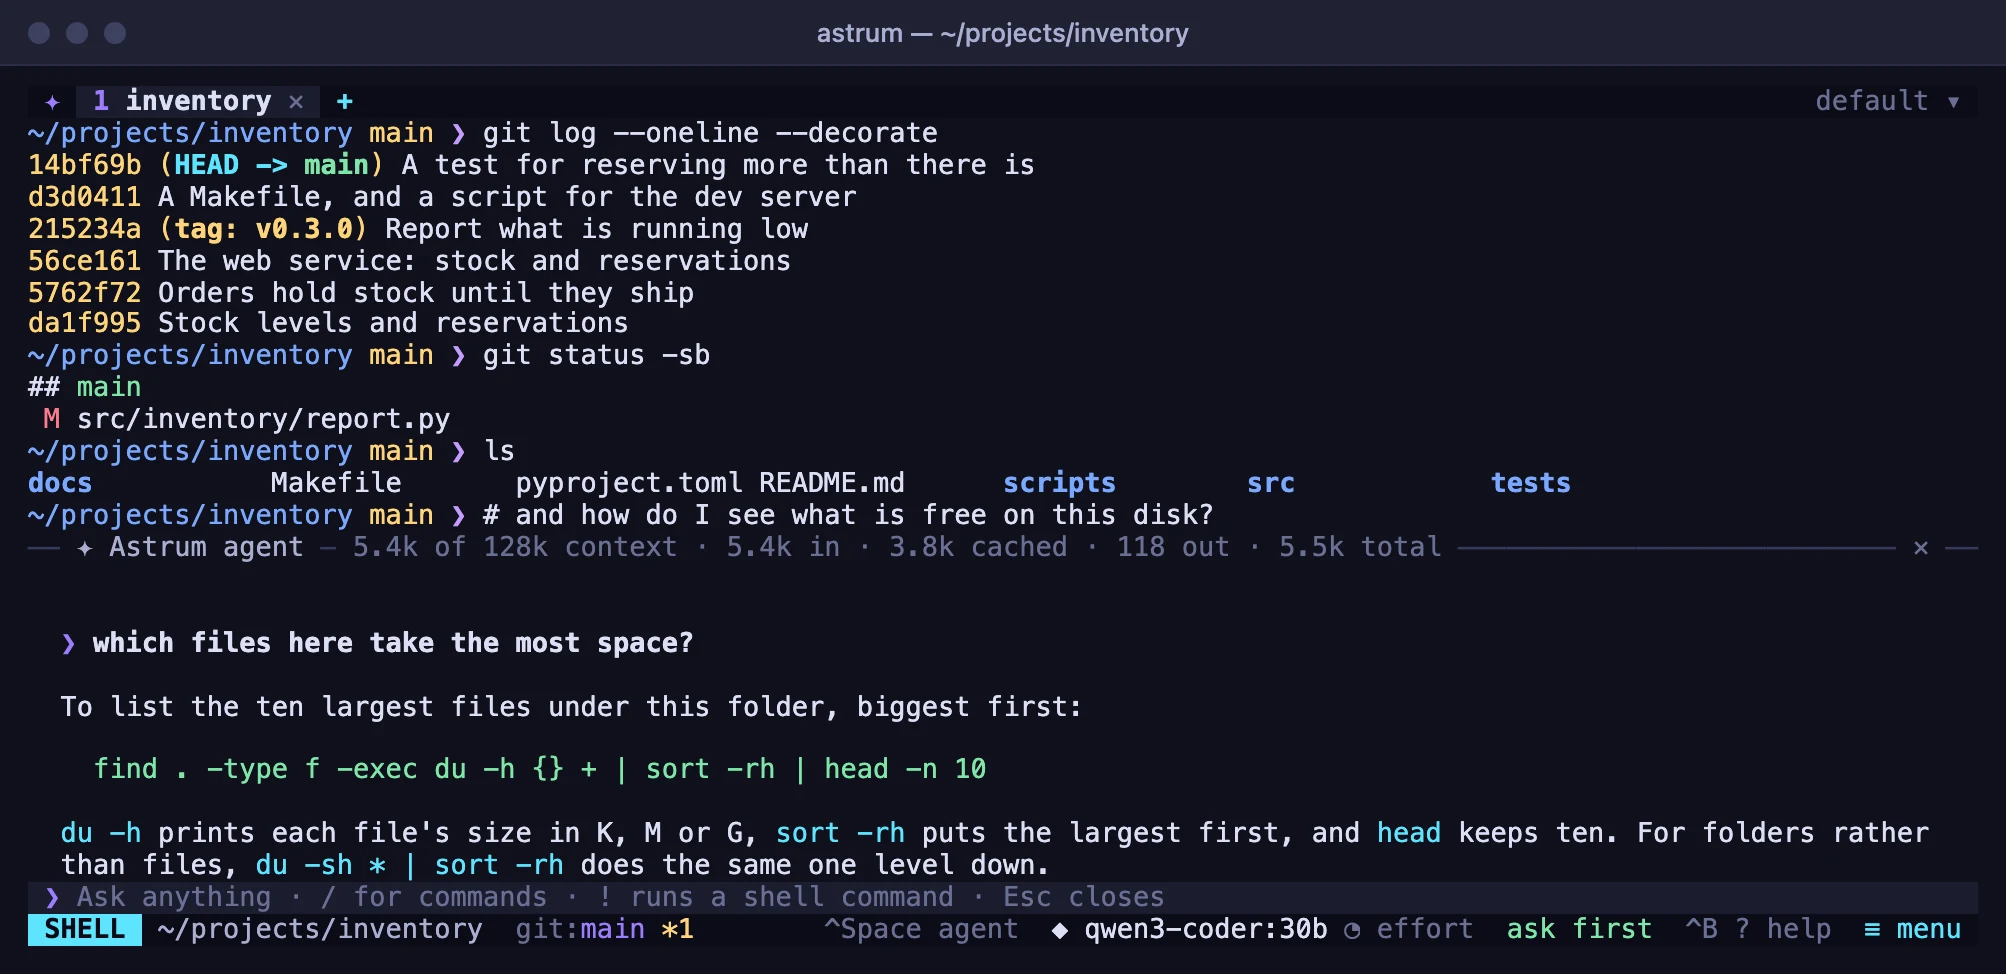 astrum — ~/projects/inventory
✦ 1 inventory × + default ▾
~/projects/inventory main ❯ git log --oneline --decorate
14bf69b (HEAD -> main) A test for reserving more than there is
d3d0411 A Makefile, and a script for the dev server
215234a (tag: v0.3.0) Report what is running low
56ce161 The web service: stock and reservations
5762f72 Orders hold stock until they ship
da1f995 Stock levels and reservations
~/projects/inventory main ❯ git status -sb
## main
 M src/inventory/report.py
~/projects/inventory main ❯ ls
docs Makefile pyproject.toml README.md scripts src tests
~/projects/inventory main ❯ # and how do I see what is free on this disk?
── ✦ Astrum agent — 5.4k of 128k context · 5.4k in · 3.8k cached · 118 out · 5.5k total ── × ──
❯ which files here take the most space?
To list the ten largest files under this folder, biggest first:
find . -type f -exec du -h {} + | sort -rh | head -n 10
du -h prints each file's size in K, M or G, sort -rh puts the largest first, and head keeps ten. For folders rather
than files, du -sh * | sort -rh does the same one level down.
❯ Ask anything · / for commands · ! runs a shell command · Esc closes
SHELL ~/projects/inventory git:main *1 ^Space agent ◆ qwen3-coder:30b ◔ effort ask first ^B ? help ≡ menu